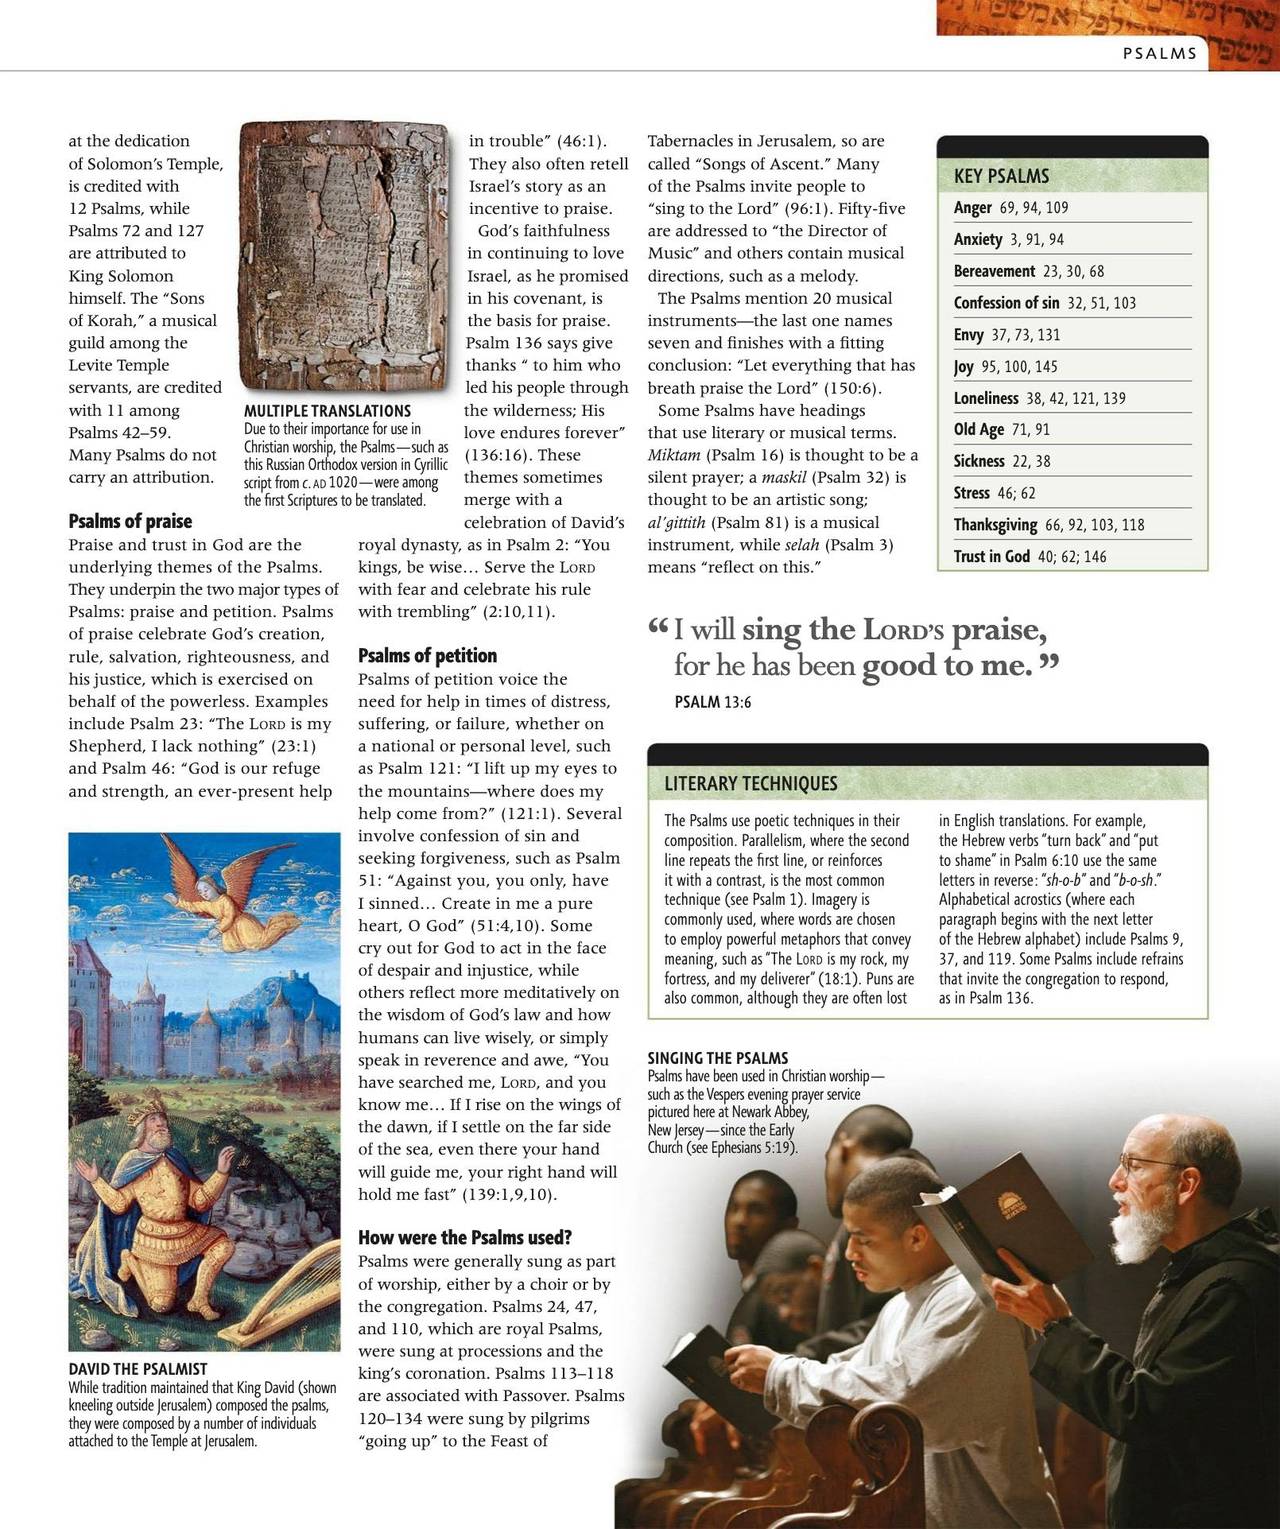 PSALMS
at the dedication
of Solomon’s Temple,
is credited with
12 Psalms, while
Psalms 72 and 127
are attributed to
King Solomon
himself. The “Sons
of Korah,” a musical
guild among the
Levite Temple
servants, are credited
with 11 among
Psalms 42–59.
Many Psalms do not
carry an attribution.
Psalms of praise
Praise and trust in God are the
underlying themes of the Psalms.
They underpin the two major types of
Psalms: praise and petition. Psalms
of praise celebrate God’s creation,
rule, salvation, righteousness, and
his justice, which is exercised on
behalf of the powerless. Examples
include Psalm 23: “The LORD is my
Shepherd, I lack nothing” (23:1)
and Psalm 46: “God is our refuge
and strength, an ever-present help
MULTIPLE TRANSLATIONS
Due to their importance for use in
Christian worship, the Psalms—such as
this Russian Orthodox version in Cyrillic
script from c. AD 1020—were among
the first Scriptures to be translated.
DAVID THE PSALMIST
While tradition maintained that King David (shown
kneeling outside Jerusalem) composed the psalms,
they were composed by a number of individuals
attached to the Temple at Jerusalem.
in trouble” (46:1).
They also often retell
Israel’s story as an
incentive to praise.
God’s faithfulness
in continuing to love
Israel, as he promised
in his covenant, is
the basis for praise.
Psalm 136 says give
thanks “ to him who
led his people through
the wilderness; His
love endures forever”
(136:16). These
themes sometimes
merge with a
celebration of David’s
royal dynasty, as in Psalm 2: “You
kings, be wise… Serve the LORD
with fear and celebrate his rule
with trembling” (2:10,11).
Psalms of petition
Psalms of petition voice the
need for help in times of distress,
suffering, or failure, whether on
a national or personal level, such
as Psalm 121: “I lift up my eyes to
the mountains—where does my
help come from?” (121:1). Several
involve confession of sin and
seeking forgiveness, such as Psalm
51: “Against you, you only, have
I sinned… Create in me a pure
heart, O God” (51:4,10). Some
cry out for God to act in the face
of despair and injustice, while
others reflect more meditatively on
the wisdom of God’s law and how
humans can live wisely, or simply
speak in reverence and awe, “You
have searched me, LORD, and you
know me… If I rise on the wings of
the dawn, if I settle on the far side
of the sea, even there your hand
will guide me, your right hand will
hold me fast” (139:1,9,10).
How were the Psalms used?
Psalms were generally sung as part
of worship, either by a choir or by
the congregation. Psalms 24, 47,
and 110, which are royal Psalms,
were sung at processions and the
king’s coronation. Psalms 113–118
are associated with Passover. Psalms
120–134 were sung by pilgrims
“going up” to the Feast of
Tabernacles in Jerusalem, so are
called “Songs of Ascent.” Many
of the Psalms invite people to
“sing to the Lord” (96:1). Fifty-five
are addressed to “the Director of
Music” and others contain musical
directions, such as a melody.
The Psalms mention 20 musical
instruments—the last one names
seven and finishes with a fitting
conclusion: “Let everything that has
breath praise the Lord” (150:6).
Some Psalms have headings
that use literary or musical terms.
Miktam (Psalm 16) is thought to be a
silent prayer; a maskil (Psalm 32) is
thought to be an artistic song;
al’gittith (Psalm 81) is a musical
instrument, while selah (Psalm 3)
means “reflect on this.”
KEY PSALMS
Anger 69, 94, 109
Anxiety 3, 91, 94
Bereavement 23, 30, 68
Confession of sin 32, 51, 103
Envy 37, 73, 131
Joy 95, 100, 145
Loneliness 38, 42, 121, 139
Old Age 71, 91
Sickness 22, 38
Stress 46; 62
Thanksgiving 66, 92, 103, 118
Trust in God 40; 62; 146
“I will sing the LORD’S praise,
for he has been good to me.”
PSALM 13:6
LITERARY TECHNIQUES
The Psalms use poetic techniques in their
composition. Parallelism, where the second
line repeats the first line, or reinforces
it with a contrast, is the most common
technique (see Psalm 1). Imagery is
commonly used, where words are chosen
to employ powerful metaphors that convey
meaning, such as “The LORD is my rock, my
fortress, and my deliverer” (18:1). Puns are
also common, although they are often lost
in English translations. For example,
the Hebrew verbs “turn back” and “put
to shame” in Psalm 6:10 use the same
letters in reverse: “sh-o-b” and “b-o-sh.”
Alphabetical acrostics (where each
paragraph begins with the next letter
of the Hebrew alphabet) include Psalms 9,
37, and 119. Some Psalms include refrains
that invite the congregation to respond,
as in Psalm 136.
SINGING THE PSALMS
Psalms have been used in Christian worship—
such as the Vespers evening prayer service
pictured here at Newark Abbey,
New Jersey—since the Early
Church (see Ephesians 5:19).